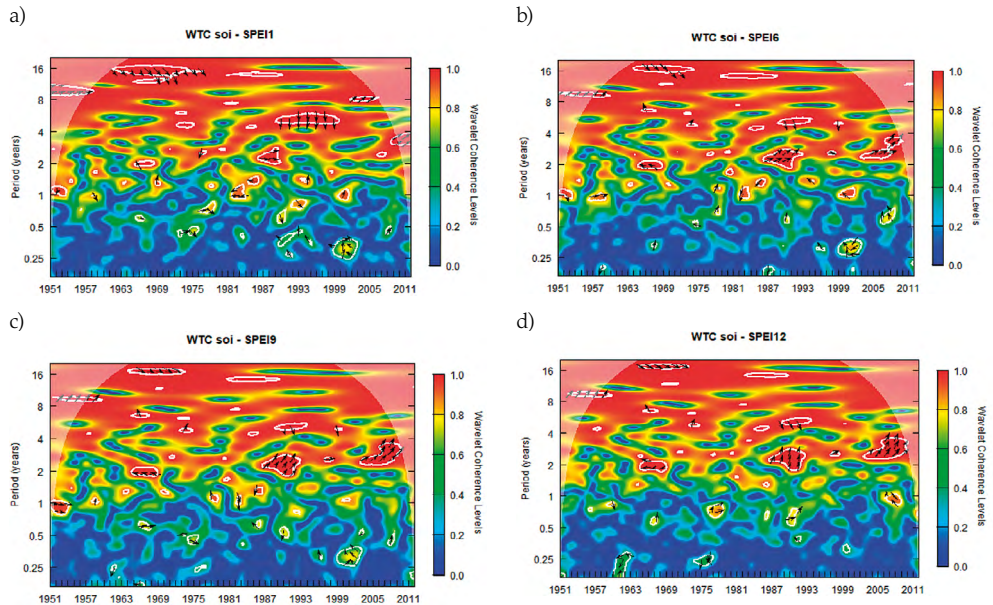 a)
WTC soi - SPEI1
Period (years)
16
8
4
2
1
0.5
0.25
1951 1957 1963 1969 1975 1981 1987 1993 1999 2005 2011
1.0
0.8
0.6
0.4
0.2
0.0
Wavelet Coherence Levels
b)
WTC soi - SPEI6
Period (years)
16
8
4
2
1
0.5
0.25
1951 1957 1963 1969 1975 1981 1987 1993 1999 2005 2011
1.0
0.8
0.6
0.4
0.2
0.0
Wavelet Coherence Levels
c)
WTC soi - SPEI9
Period (years)
16
8
4
2
1
0.5
0.25
1951 1957 1963 1969 1975 1981 1987 1993 1999 2005 2011
1.0
0.8
0.6
0.4
0.2
0.0
Wavelet Coherence Levels
d)
WTC soi - SPEI12
Period (years)
16
8
4
2
1
0.5
0.25
1951 1957 1963 1969 1975 1981 1987 1993 1999 2005 2011
1.0
0.8
0.6
0.4
0.2
0.0
Wavelet Coherence Levels